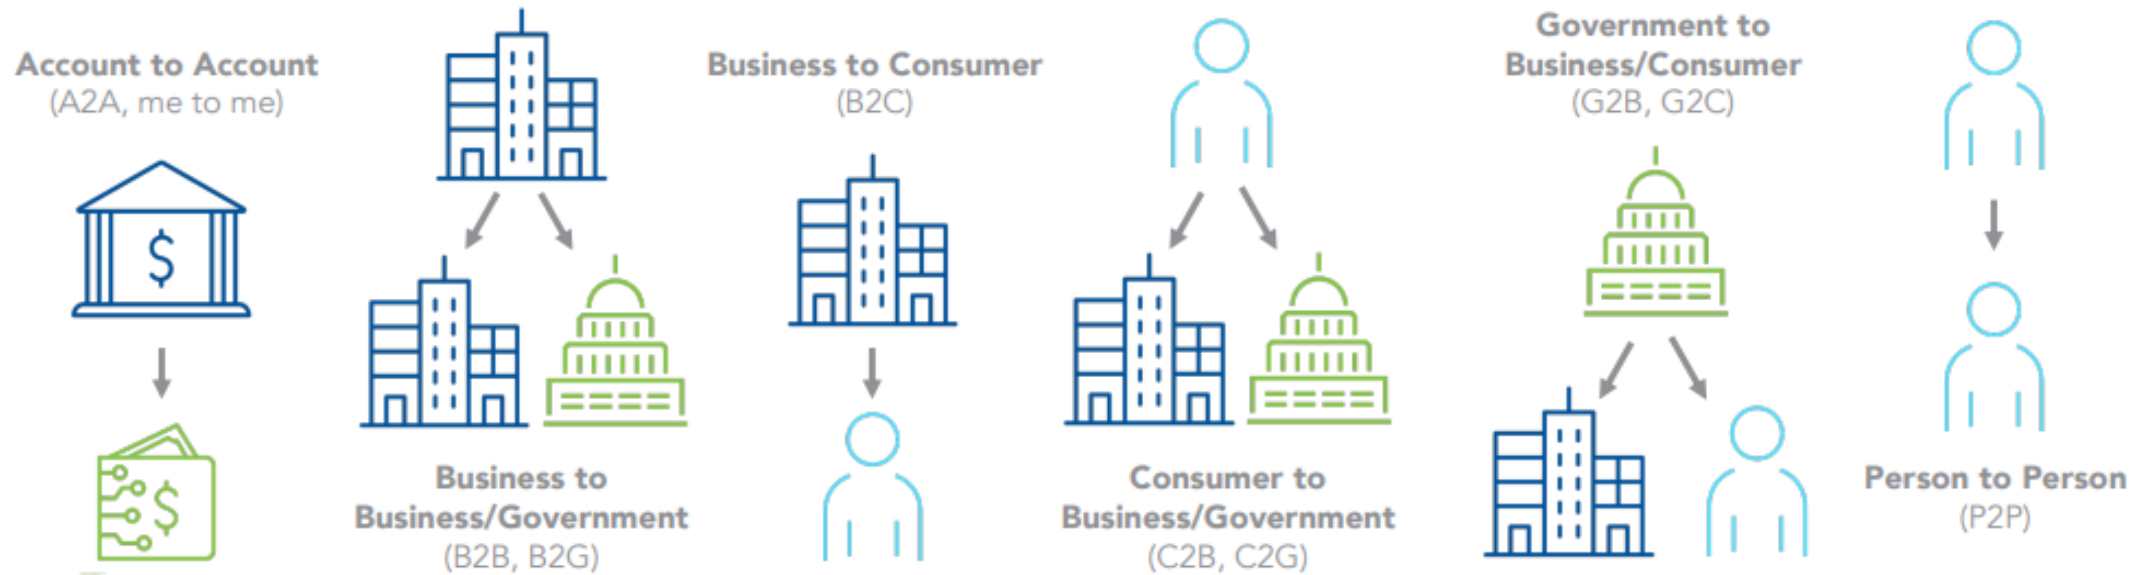 Account to Account
(A2A, me to me)
$
$
Business to
Business/Government
(B2B, B2G)
Business to Consumer
(B2C)
Consumer to
Business/Government
(C2B, C2G)
Government to
Business/Consumer
(G2B, G2C)
Person to Person
(P2P)